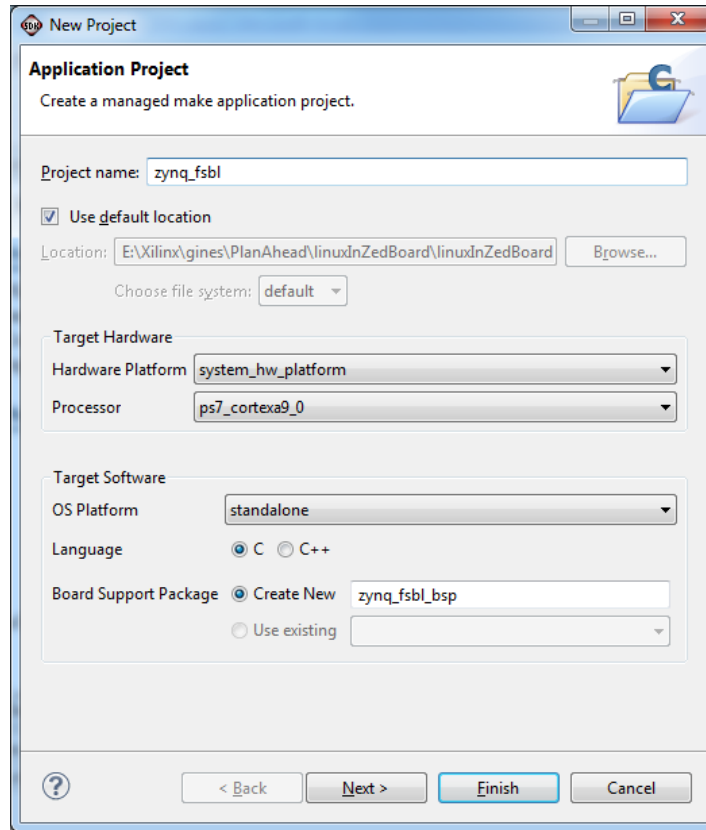 SDK New Project
Application Project
Create a managed make application project.
C
Project name: zynq_fsbl
Use default location
Location: E:\Xilinx\gines\PlanAhead\linuxInZedBoard\linuxInZedBoard Browse...
Choose file system: default
Target Hardware
Hardware Platform system_hw_platform
Processor ps7_cortexa9_0
Target Software
OS Platform standalone
Language C C++
Board Support Package Create New zynq_fsbl_bsp
Use existing
? < Back Next > Finish Cancel